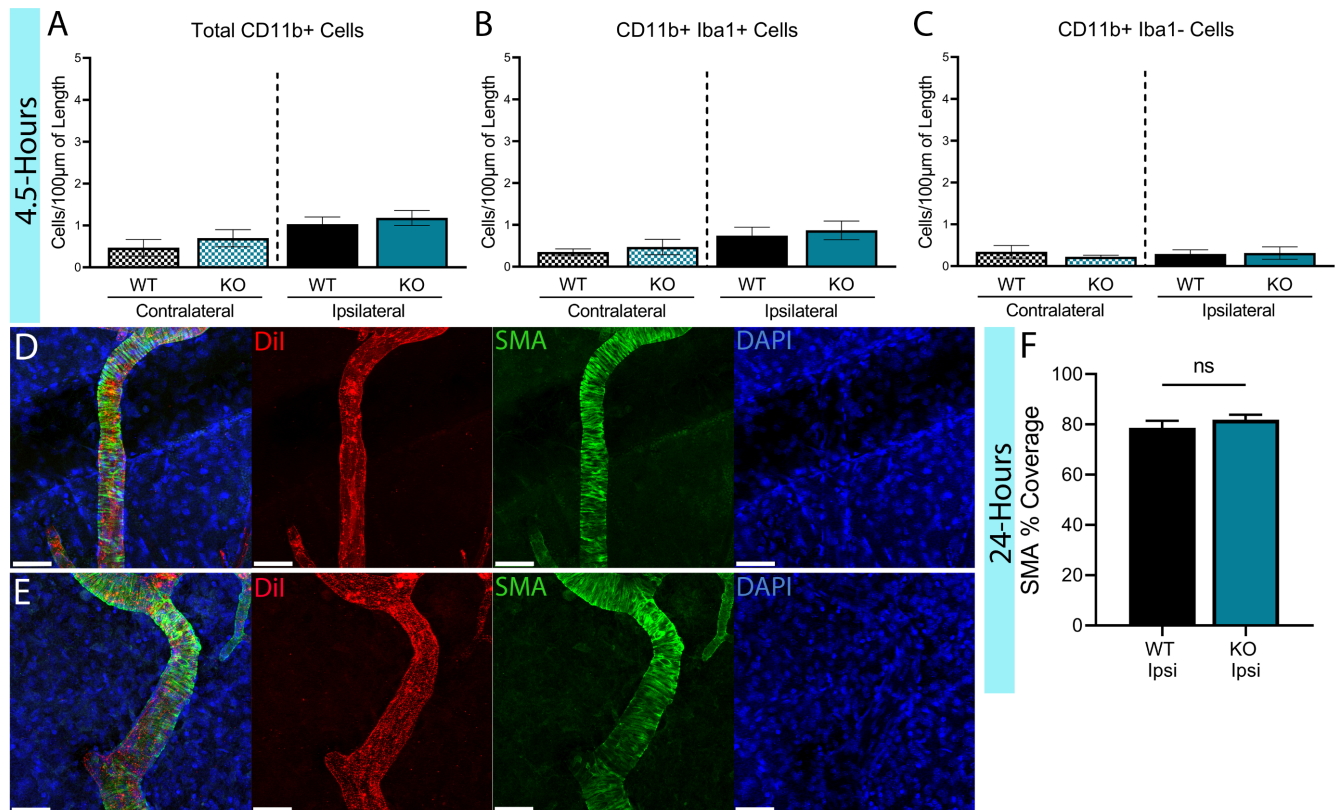 4.5-Hours
A
Total CD11b+ Cells
Cells/100µm of Length
5
4
3
2
1
0
WT
KO
WT
KO
Contralateral
Ipsilateral
B
CD11b+ Iba1+ Cells
Cells/100µm of Length
5
4
3
2
1
0
WT
KO
WT
KO
Contralateral
Ipsilateral
C
CD11b+ Iba1- Cells
Cells/100µm of Length
5
4
3
2
1
0
WT
KO
WT
KO
Contralateral
Ipsilateral
D
DiI
SMA
DAPI
E
DiI
SMA
DAPI
24-Hours
F
SMA % Coverage
100
80
60
40
20
0
ns
WT
Ipsi
KO
Ipsi